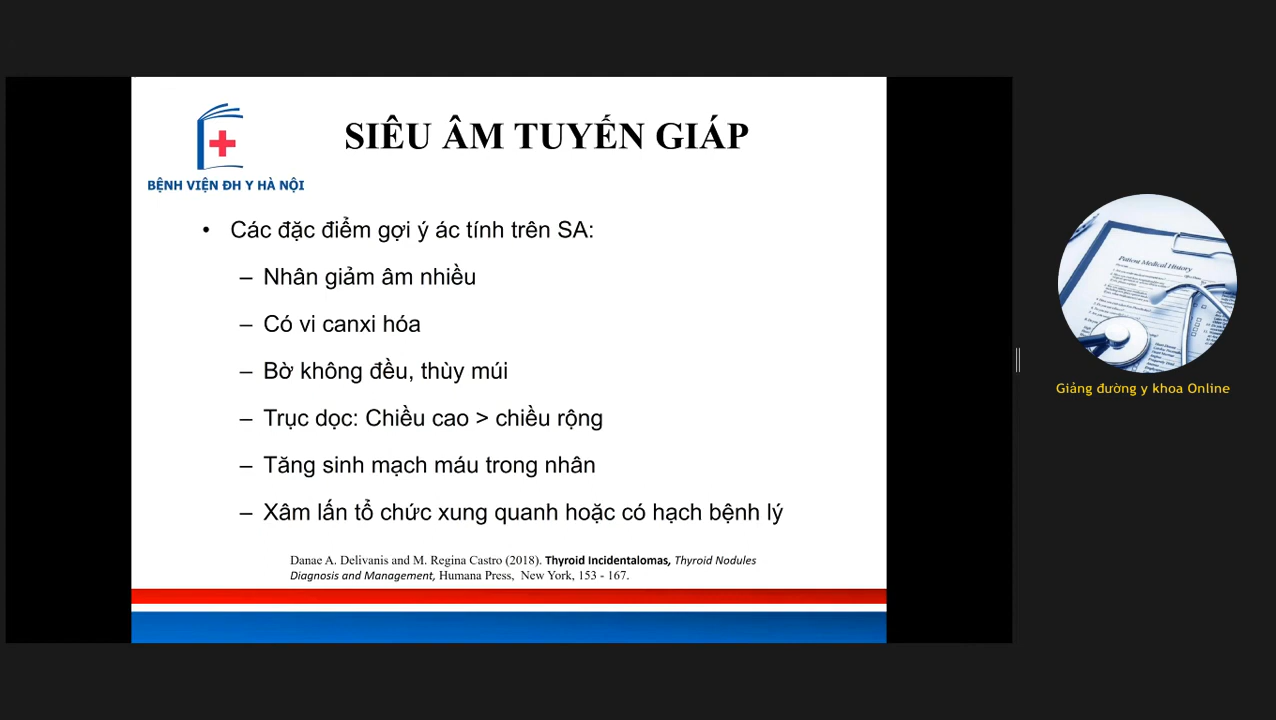 SIÊU ÂM TUYẾN GIÁP
BỆNH VIỆN ĐH Y HÀ NỘI
• Các đặc điểm gợi ý ác tính trên SA:
– Nhân giảm âm nhiều
– Có vi canxi hóa
– Bờ không đều, thùy múi
– Trục dọc: Chiều cao > chiều rộng
– Tăng sinh mạch máu trong nhân
– Xâm lấn tổ chức xung quanh hoặc có hạch bệnh lý
Danae A. Delivanis and M. Regina Castro (2018). Thyroid Incidentalomas, Thyroid Nodules
Diagnosis and Management, Humana Press, New York, 153 - 167.
Patient Medical History
Giảng đường y khoa Online